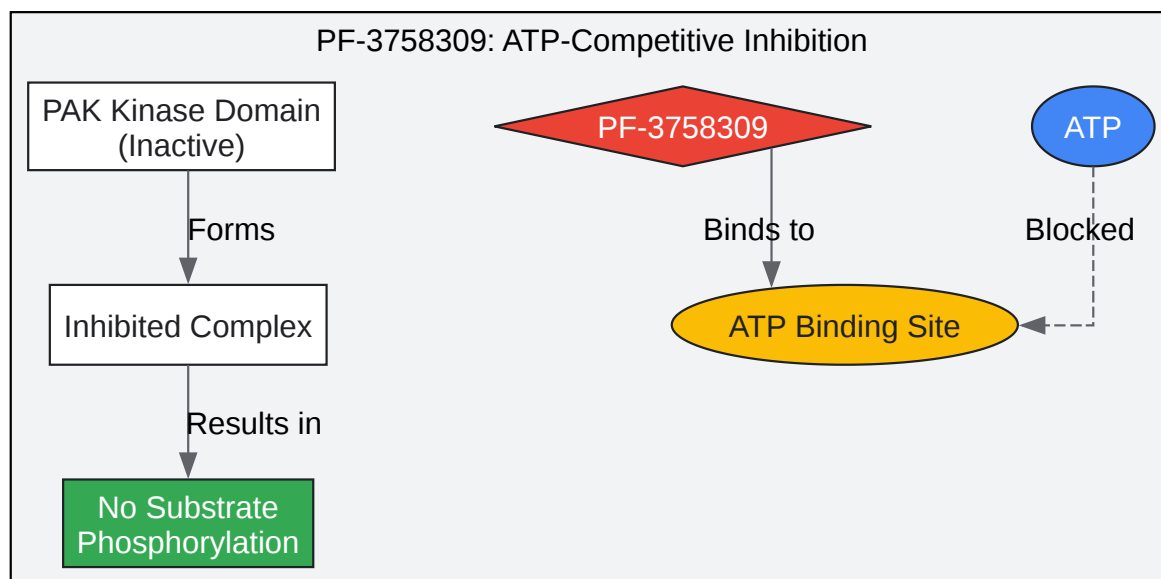 PF-3758309: ATP-Competitive Inhibition
PAK Kinase Domain
(Inactive)
PF-3758309
ATP
Forms
Binds to
Blocked
Inhibited Complex
ATP Binding Site
Results in
No Substrate
Phosphorylation